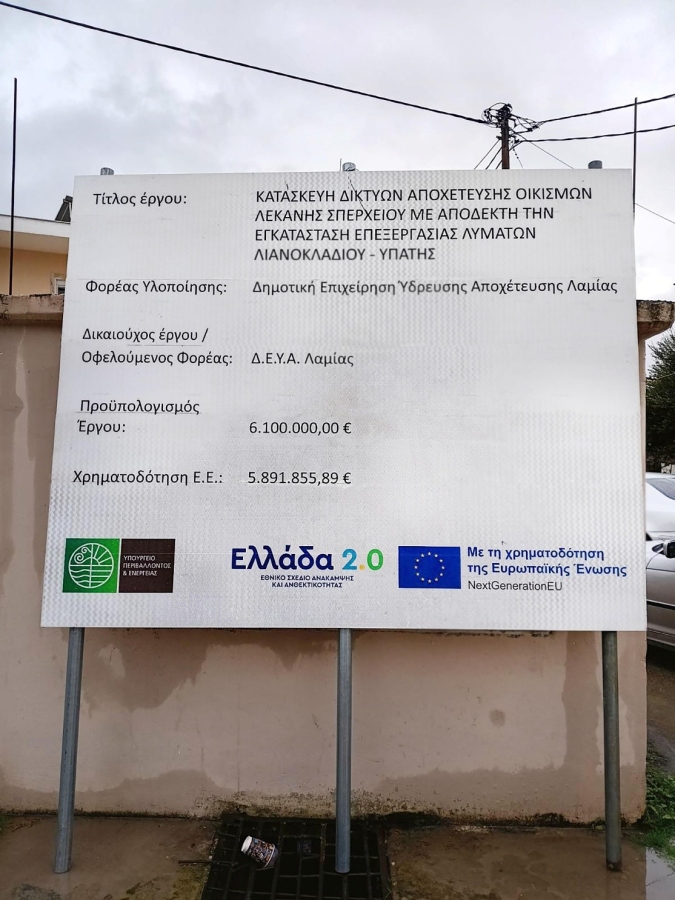 Τίτλος έργου: ΚΑΤΑΣΚΕΥΗ ΔΙΚΤΥΩΝ ΑΠΟΧΕΤΕΥΣΗΣ ΟΙΚΙΣΜΩΝ
ΛΕΚΑΝΗΣ ΣΠΕΡΧΕΙΟΥ ΜΕ ΑΠΟΔΕΚΤΗ ΤΗΝ
ΕΓΚΑΤΑΣΤΑΣΗ ΕΠΕΞΕΡΓΑΣΙΑΣ ΛΥΜΑΤΩΝ
ΛΙΑΝΟΚΛΑΔΙΟΥ - ΥΠΑΤΗΣ
Φορέας Υλοποίησης: Δημοτική Επιχείρηση Ύδρευσης Αποχέτευσης Λαμίας
Δικαιούχος έργου /
Οφελούμενος Φορέας: Δ.Ε.Υ.Α. Λαμίας
Προϋπολογισμός
Έργου: 6.100.000,00 €
Χρηματοδότηση Ε.Ε.: 5.891.855,89 €
ΥΠΟΥΡΓΕΙΟ
ΠΕΡΙΒΑΛΛΟΝΤΟΣ
& ΕΝΕΡΓΕΙΑΣ
Ελλάδα 2.0
ΕΘΝΙΚΟ ΣΧΕΔΙΟ ΑΝΑΚΑΜΨΗΣ
ΚΑΙ ΑΝΘΕΚΤΙΚΟΤΗΤΑΣ
Με τη χρηματοδότηση
της Ευρωπαϊκής Ένωσης
NextGenerationEU